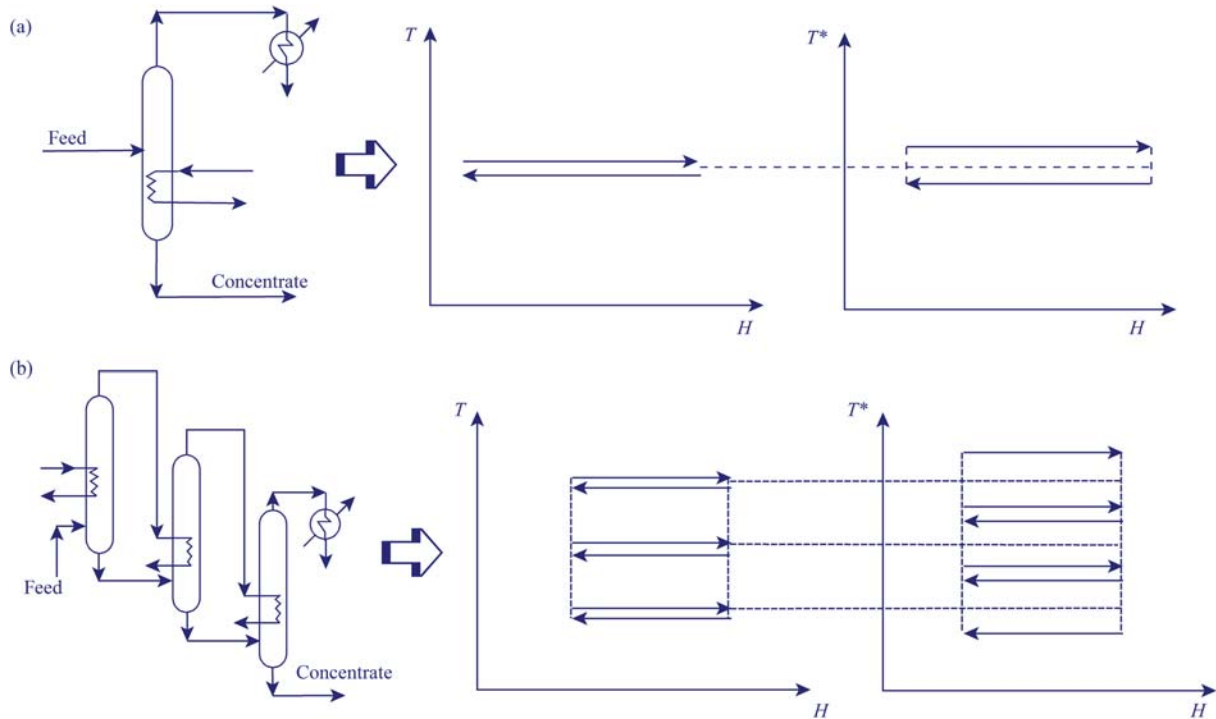 (a)
T
T*
Feed
Concentrate
H
H
(b)
T
T*
Feed
Concentrate
H
H